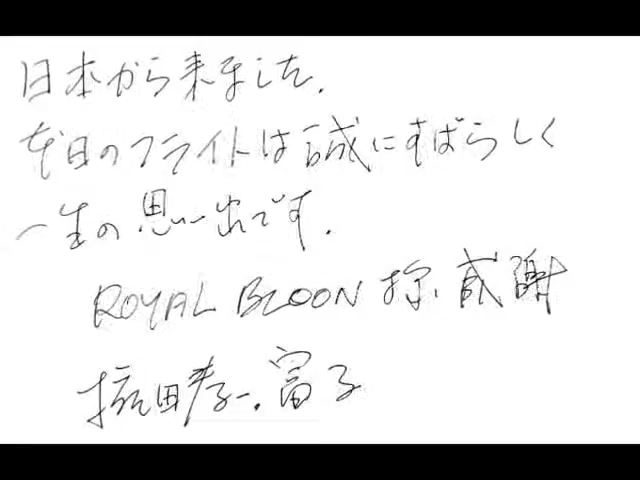 日本から来ました.
本日のフライトは誠にすばらしく
一生の思い出です.
ROYAL BLOON 様 感謝
田孝一. 富子